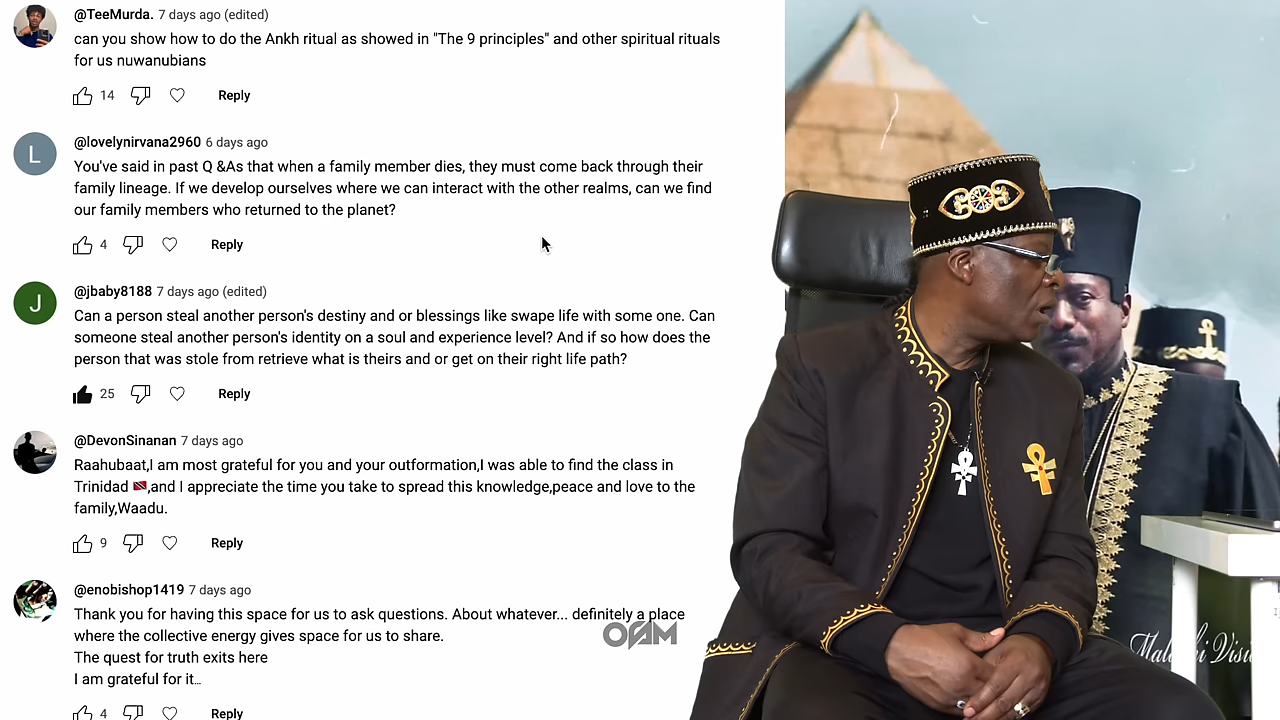 @TeeMurda. 7 days ago (edited)
can you show how to do the Ankh ritual as showed in "The 9 principles" and other spiritual rituals
for us nuwanubians
14 Reply
L
@lovelynirvana2960 6 days ago
You've said in past Q &As that when a family member dies, they must come back through their
family lineage. If we develop ourselves where we can interact with the other realms, can we find
our family members who returned to the planet?
4 Reply
J
@jbaby8188 7 days ago (edited)
Can a person steal another person's destiny and or blessings like swape life with some one. Can
someone steal another person's identity on a soul and experience level? And if so how does the
person that was stole from retrieve what is theirs and or get on their right life path?
25 Reply
@DevonSinanan 7 days ago
Raahubaat,I am most grateful for you and your outformation,I was able to find the class in
Trinidad 🇹🇹,and I appreciate the time you take to spread this knowledge,peace and love to the
family,Waadu.
9 Reply
@enobishop1419 7 days ago
Thank you for having this space for us to ask questions. About whatever... definitely a place
where the collective energy gives space for us to share.
The quest for truth exits here
I am grateful for it…
4 Reply